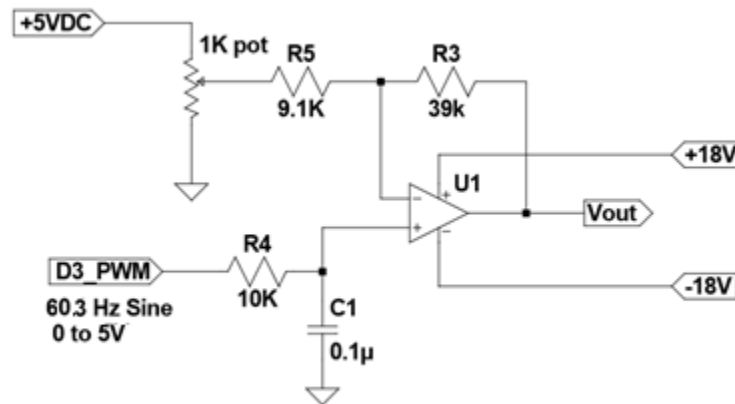 +5VDC
1K pot
R5
9.1K
R3
39k
+18V
U1
Vout
-18V
D3_PWM
60.3 Hz Sine
0 to 5V
R4
10K
C1
0.1µ